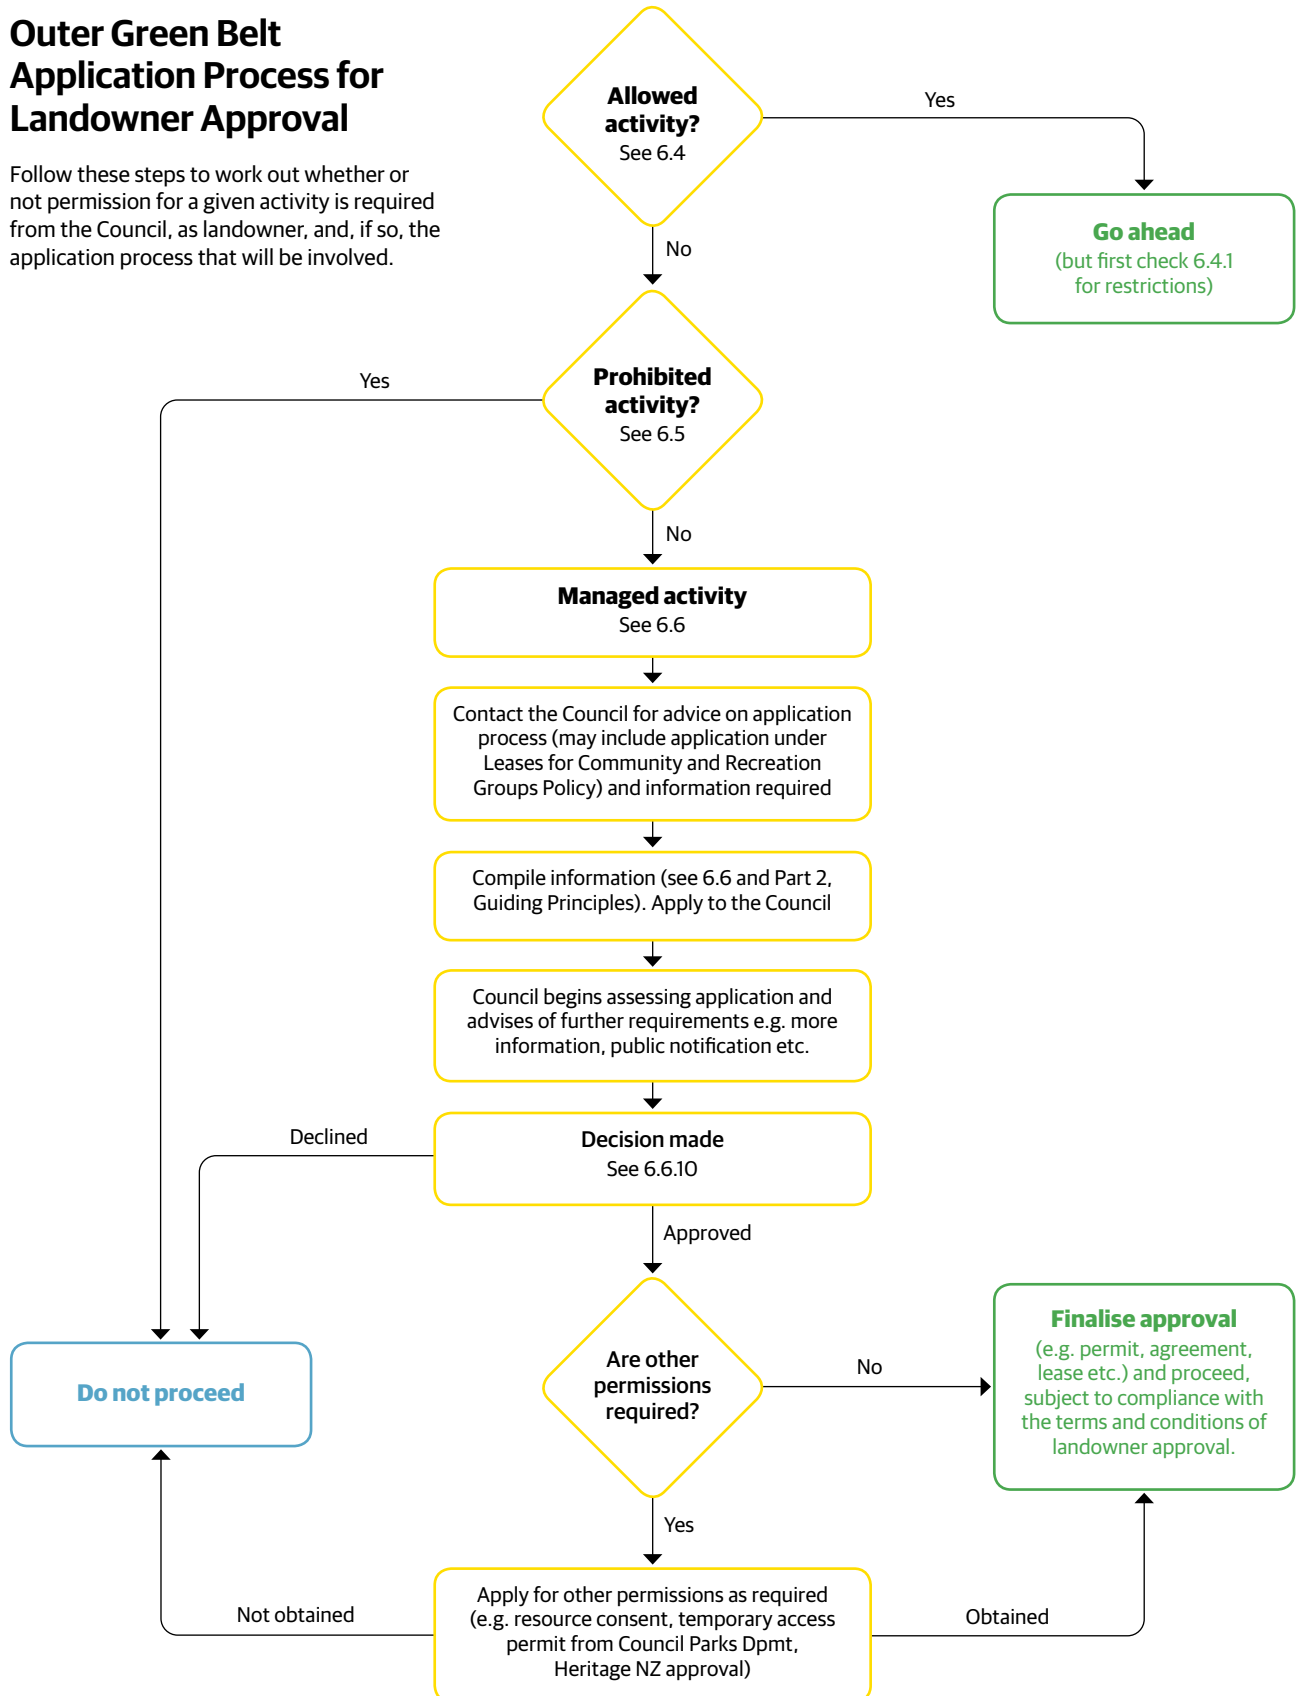 Outer Green Belt
Application Process for
Landowner Approval
Follow these steps to work out whether or
not permission for a given activity is required
from the Council, as landowner, and, if so, the
application process that will be involved.
Allowed
activity?
See 6.4
Yes
Go ahead
(but first check 6.4.1
for restrictions)
No
Prohibited
activity?
See 6.5
Yes
No
Managed activity
See 6.6
Contact the Council for advice on application
process (may include application under
Leases for Community and Recreation
Groups Policy) and information required
Compile information (see 6.6 and Part 2,
Guiding Principles). Apply to the Council
Council begins assessing application and
advises of further requirements e.g. more
information, public notification etc.
Decision made
See 6.6.10
Declined
Approved
Do not proceed
Are other
permissions
required?
No
Finalise approval
(e.g. permit, agreement,
lease etc.) and proceed,
subject to compliance with
the terms and conditions of
landowner approval.
Yes
Apply for other permissions as required
(e.g. resource consent, temporary access
permit from Council Parks Dpmt,
Heritage NZ approval)
Not obtained
Obtained